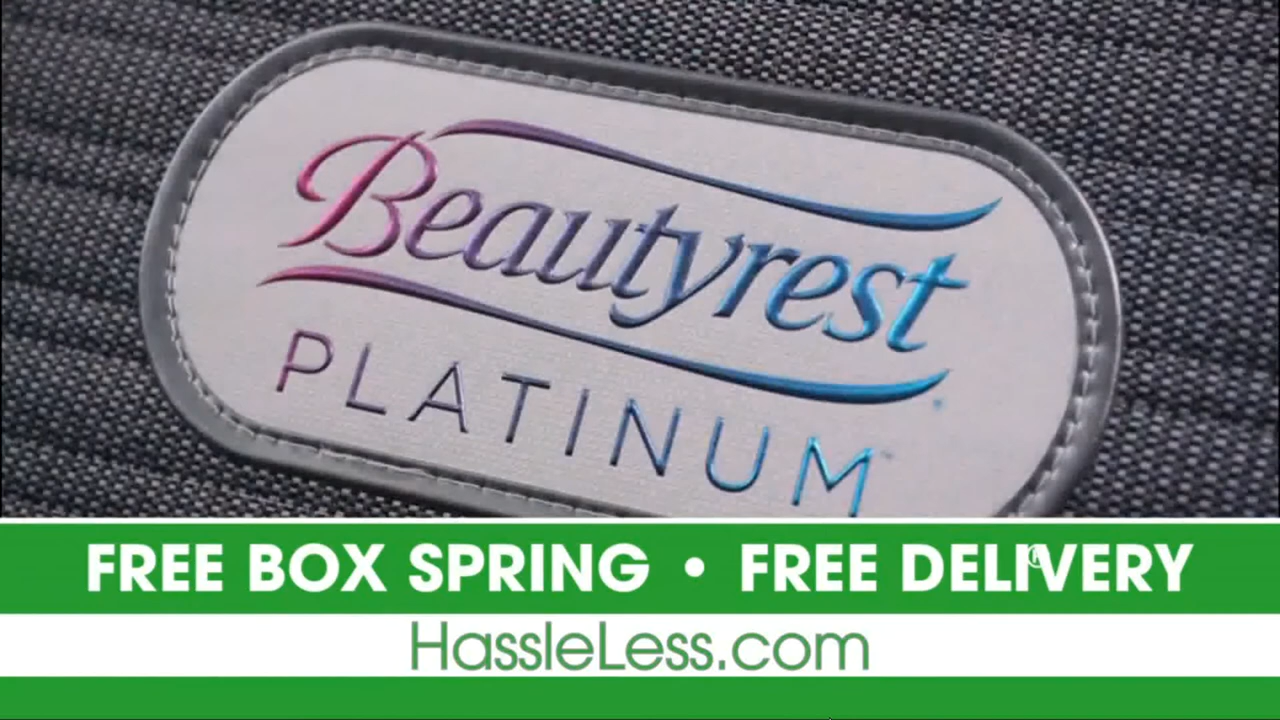 Beautyrest
PLATINUM
FREE BOX SPRING • FREE DELIVERY
HassleLess.com